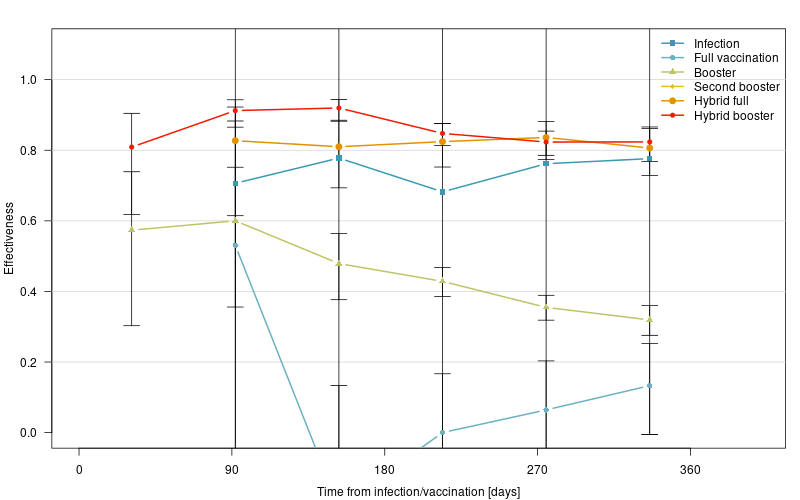 Infection
Full vaccination
Booster
Second booster
Hybrid full
Hybrid booster
1.0
0.8
0.6
0.4
0.2
0.0
Effectiveness
0 90 180 270 360
Time from infection/vaccination [days]